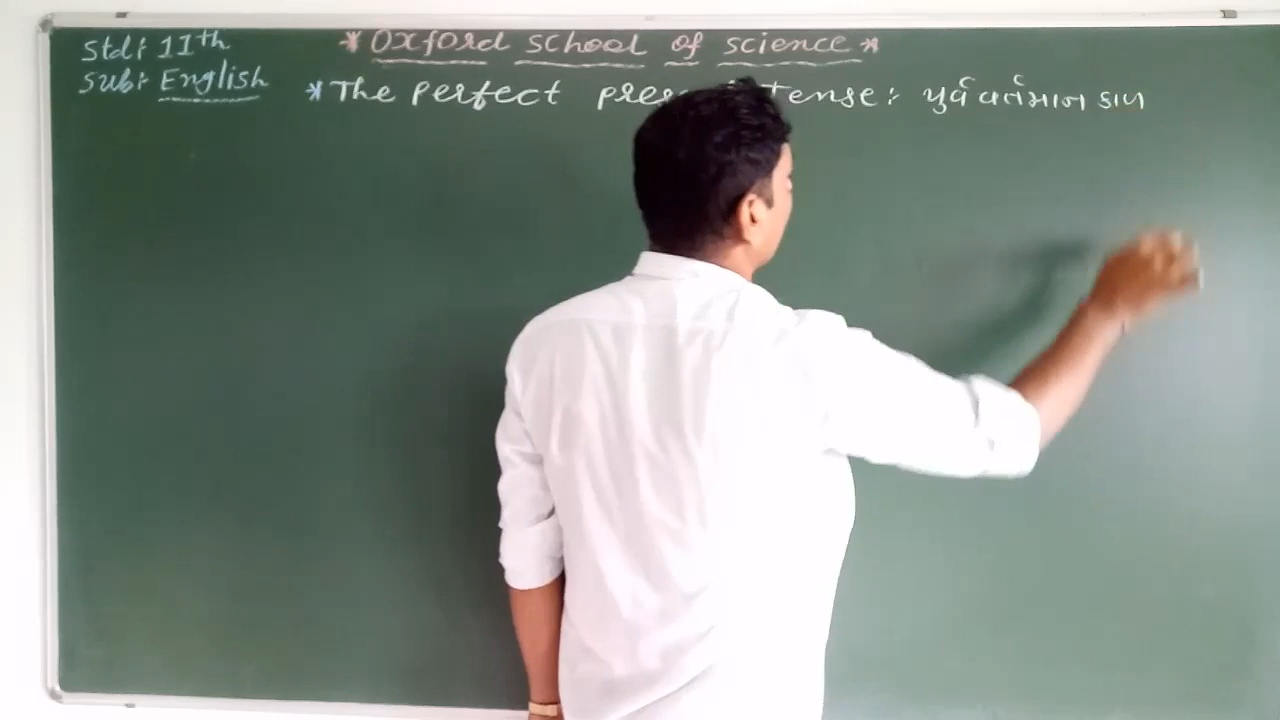 Std: 11th
* Oxford school of science *
Sub: English
* The perfect Tense: પુર્વ વર્તમાન કાળ